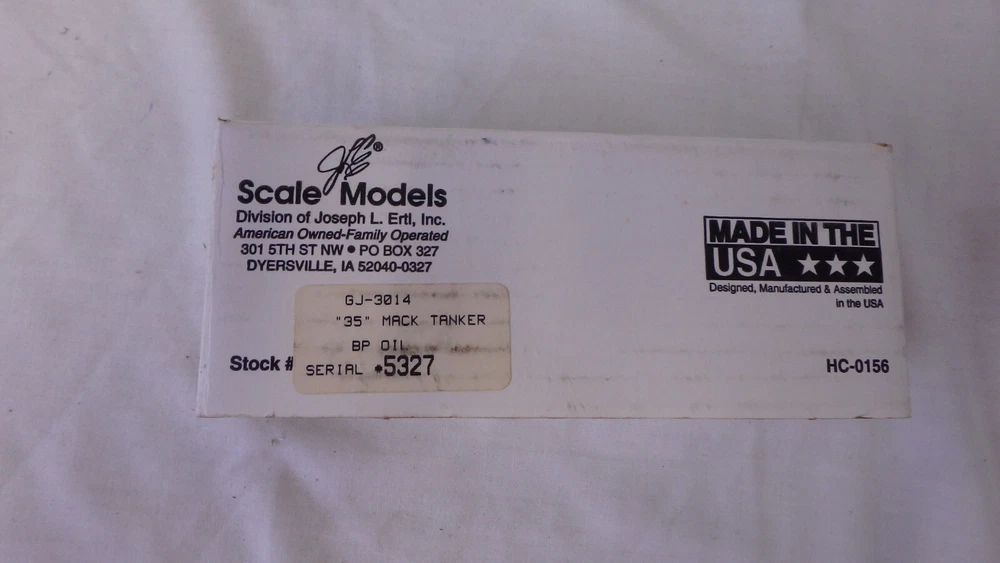 JLE®
Scale Models
Division of Joseph L. Ertl, Inc.
American Owned-Family Operated
301 5TH ST NW • PO BOX 327
DYERSVILLE, IA 52040-0327
GJ-3014
"35" MACK TANKER
BP OIL
Stock #
SERIAL #5327
MADE IN THE
USA ★★★
Designed, Manufactured & Assembled
in the USA
HC-0156